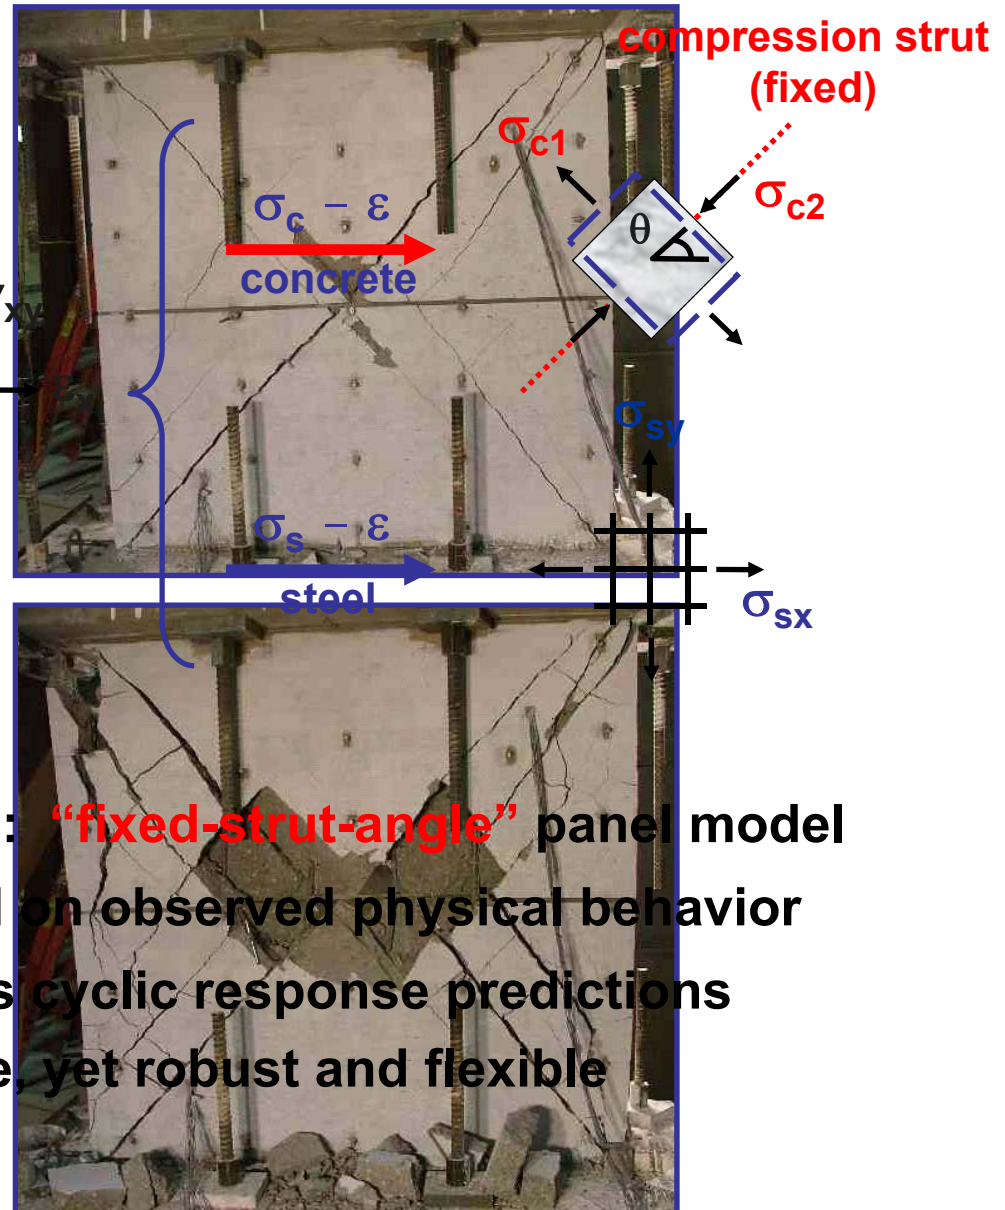 compression strut
(fixed)
σc1
σc2
σc – ε
θ
concrete
xy
σsy
σs – ε
steel
σsx
: “fixed-strut-angle” panel model
on observed physical behavior
s cyclic response predictions
e, yet robust and flexible